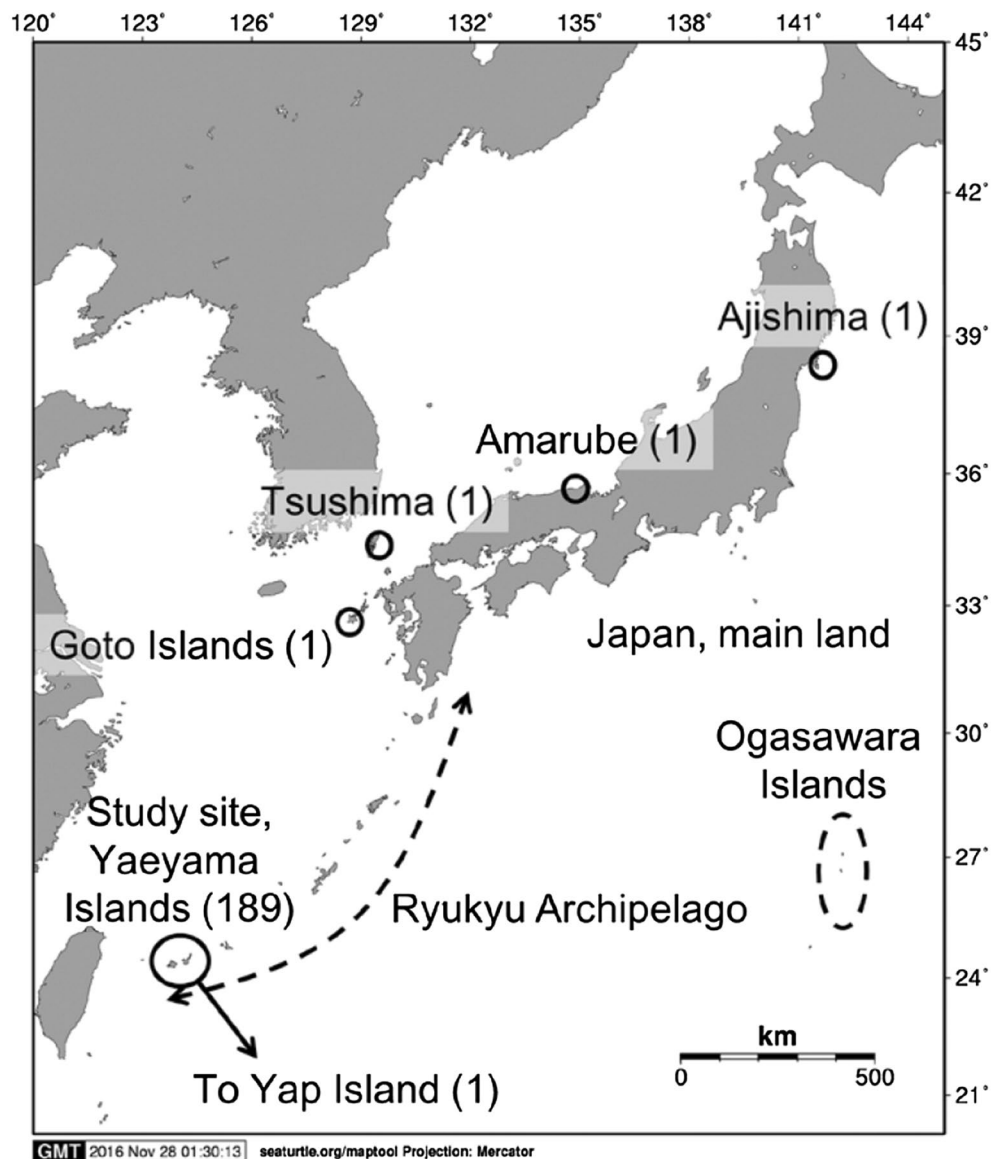 120° 123° 126° 129° 132° 135° 138° 141° 144°
45°
42°
Ajishima (1)
39°
Amarube (1)
36°
Tsushima (1)
33°
Goto Islands (1)
Japan, main land
30°
Ogasawara
Islands
Study site,
Yaeyama
Islands (189)
27°
Ryukyu Archipelago
24°
km
0 500
To Yap Island (1)
21°
GMT 2016 Nov 28 01:30:13 seaturtle.org/maptool Projection: Mercator